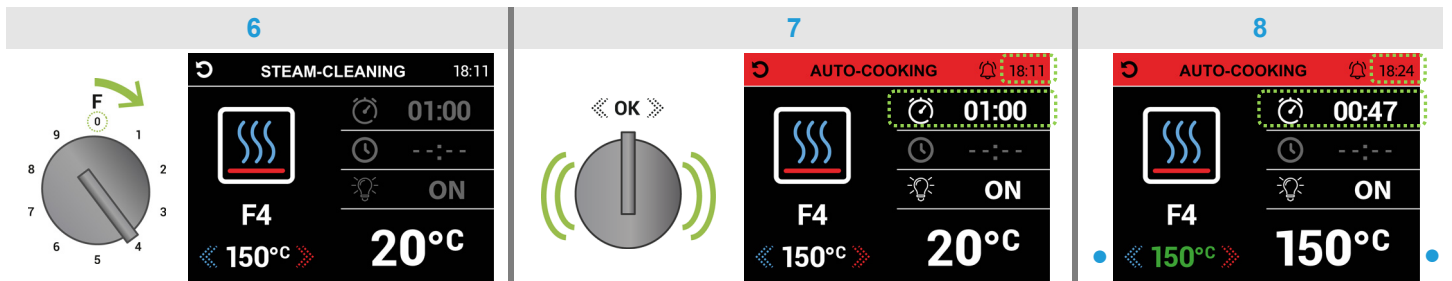 6
7
8
F
0
1
2
3
4
5
6
7
8
9
STEAM-CLEANING 18:11
01:00
--:--
ON
F4
150°C
20°C
OK
AUTO-COOKING 18:11
01:00
--:--
ON
F4
150°C
20°C
AUTO-COOKING 18:24
00:47
--:--
ON
F4
150°C
150°C